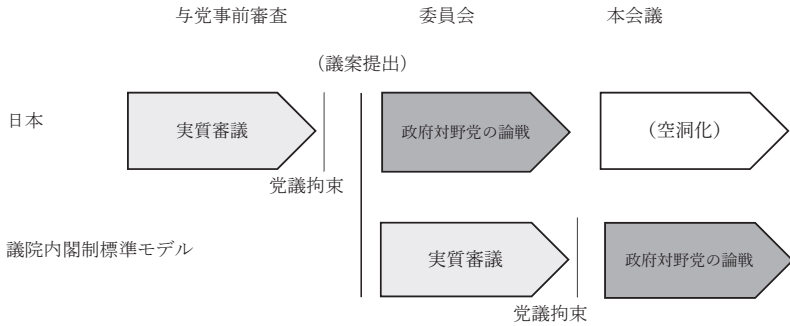 与党事前審査 委員会 本会議
（議案提出）
日本 実質審議 政府対野党の論戦 （空洞化）
党議拘束
議院内閣制標準モデル 実質審議 政府対野党の論戦
党議拘束